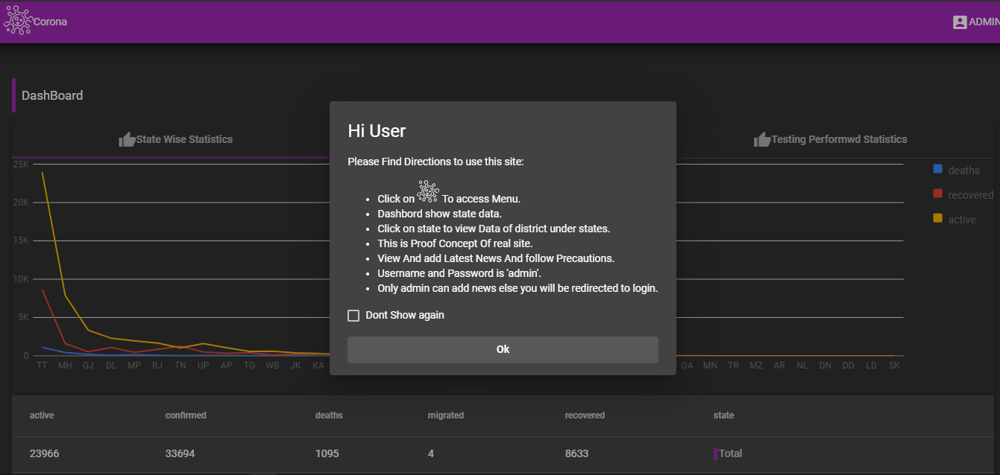 Corona
ADMIN
DashBoard
State Wise Statistics
Testing Performwd Statistics
Hi User
Please Find Directions to use this site:
Click on To access Menu.
Dashbord show state data.
Click on state to view Data of district under states.
This is Proof Concept Of real site.
View And add Latest News And follow Precautions.
Username and Password is 'admin'.
Only admin can add news else you will be redirected to login.
Dont Show again
Ok
25K
20K
15K
10K
5K
0
TT MH GJ DL MP RJ TN UP AP TG WB JK KA GA MN TR MZ AR NL DN DD LD SK
statecode
deaths
recovered
active
active confirmed deaths migrated recovered state
23966 33694 1095 4 8633 Total